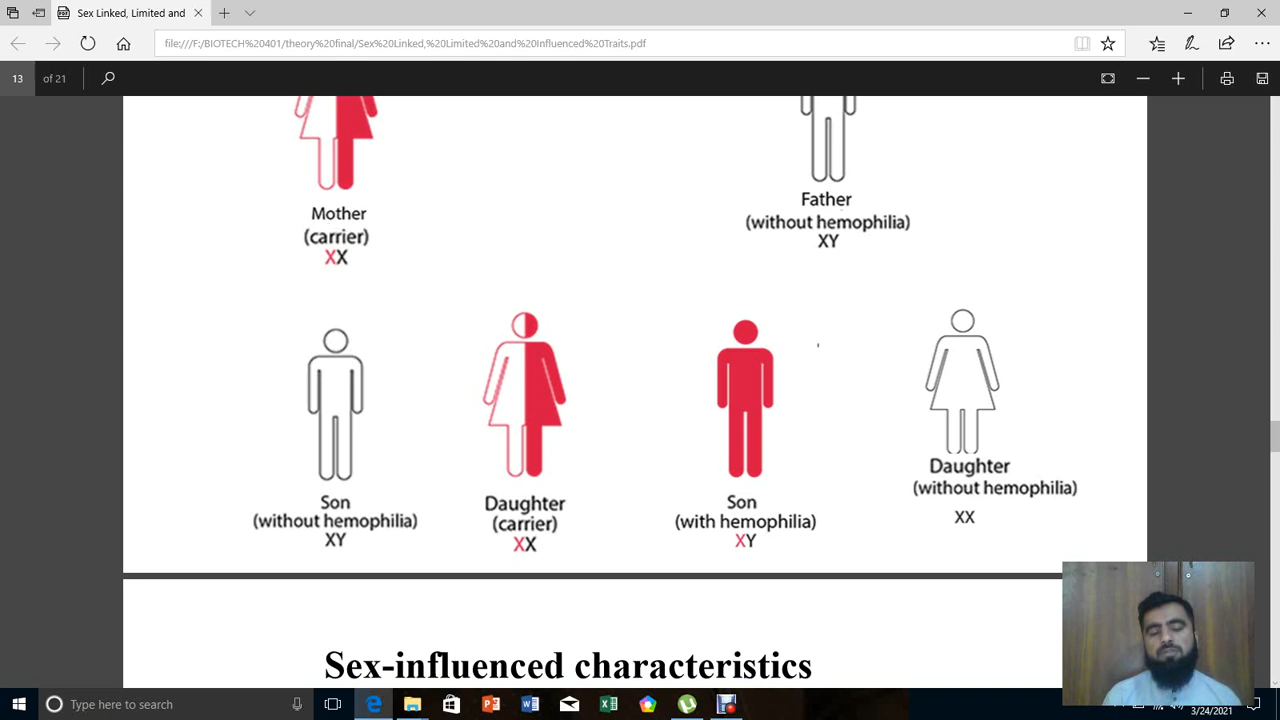 Sex Linked, Limited and
file:///F:/BIOTECH%20401/theory%20final/Sex%20Linked,%20Limited%20and%20Influenced%20Traits.pdf
13 of 21
Mother
(carrier)
XX
Father
(without hemophilia)
XY
Son
(without hemophilia)
XY
Daughter
(carrier)
XX
Son
(with hemophilia)
XY
Daughter
(without hemophilia)
XX
Sex-influenced characteristics
Type here to search
3/24/2021